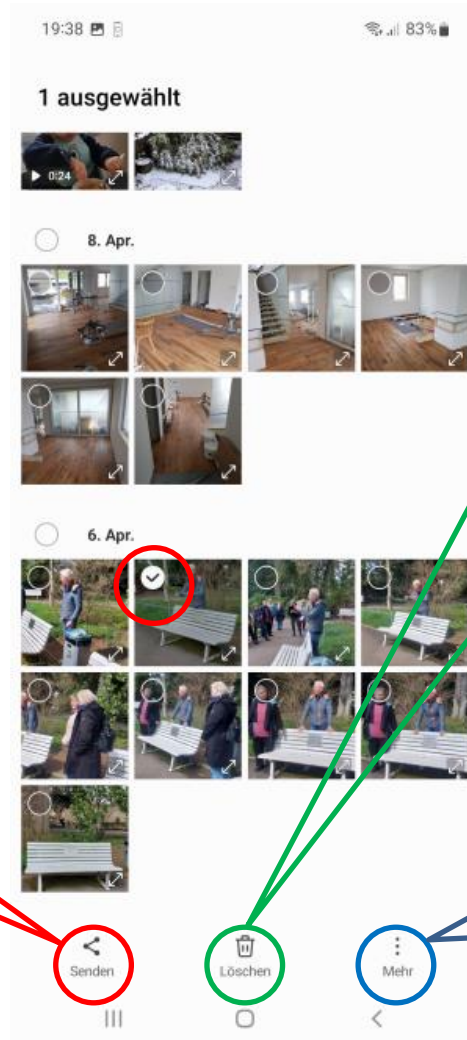 19:38 83%
1 ausgewählt
0:24
8. Apr.
6. Apr.
Senden Löschen Mehr